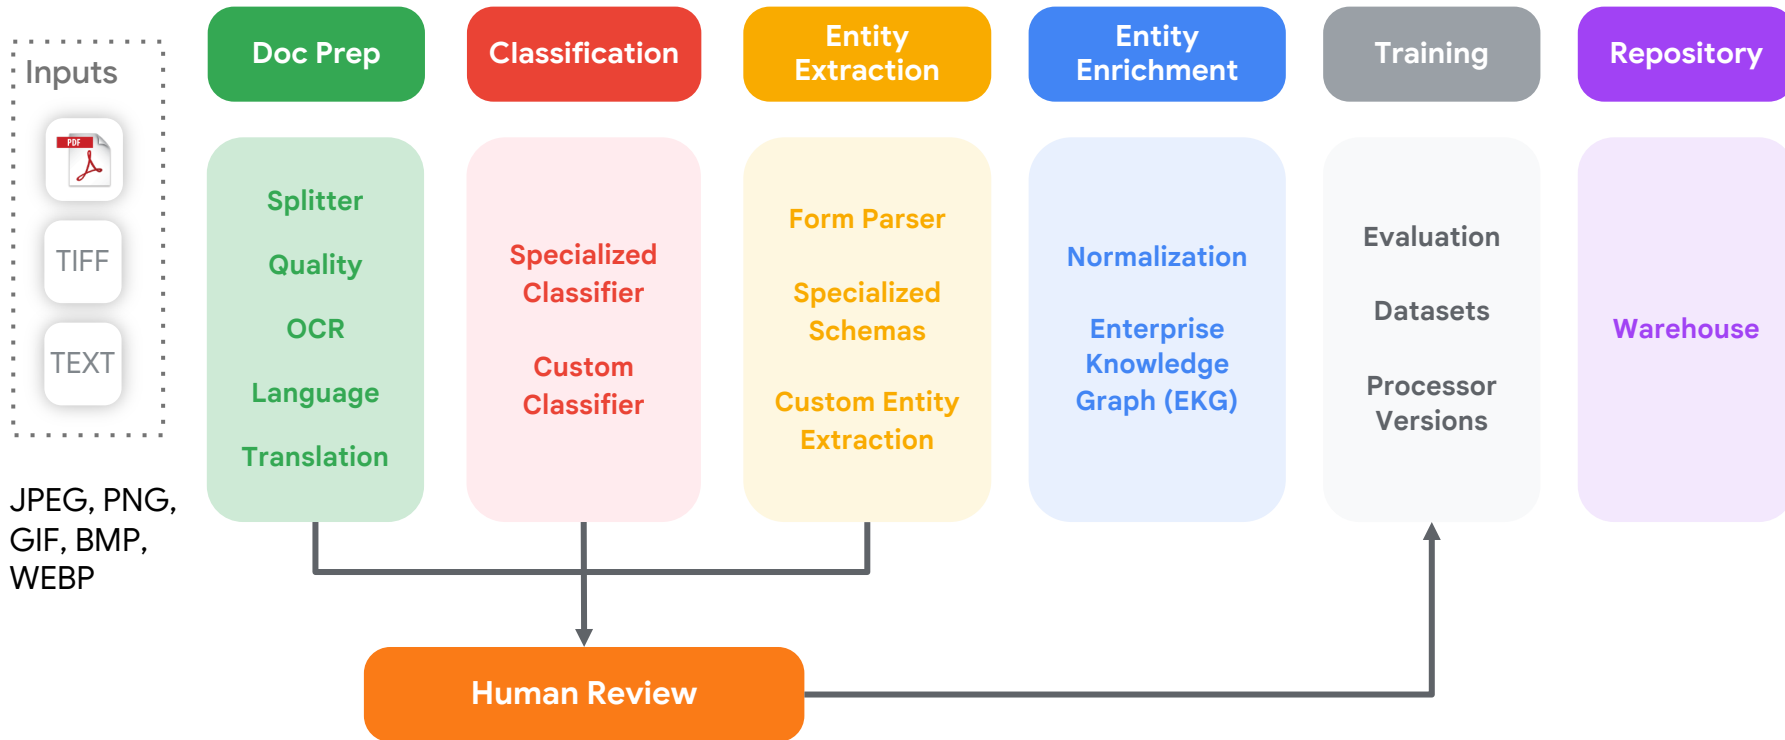 Inputs
PDF
TIFF
TEXT
JPEG, PNG,
GIF, BMP,
WEBP
Doc Prep
Splitter
Quality
OCR
Language
Translation
Classification
Specialized
Classifier
Custom
Classifier
Entity
Extraction
Form Parser
Specialized
Schemas
Custom Entity
Extraction
Entity
Enrichment
Normalization
Enterprise
Knowledge
Graph (EKG)
Training
Evaluation
Datasets
Processor
Versions
Repository
Warehouse
Human Review